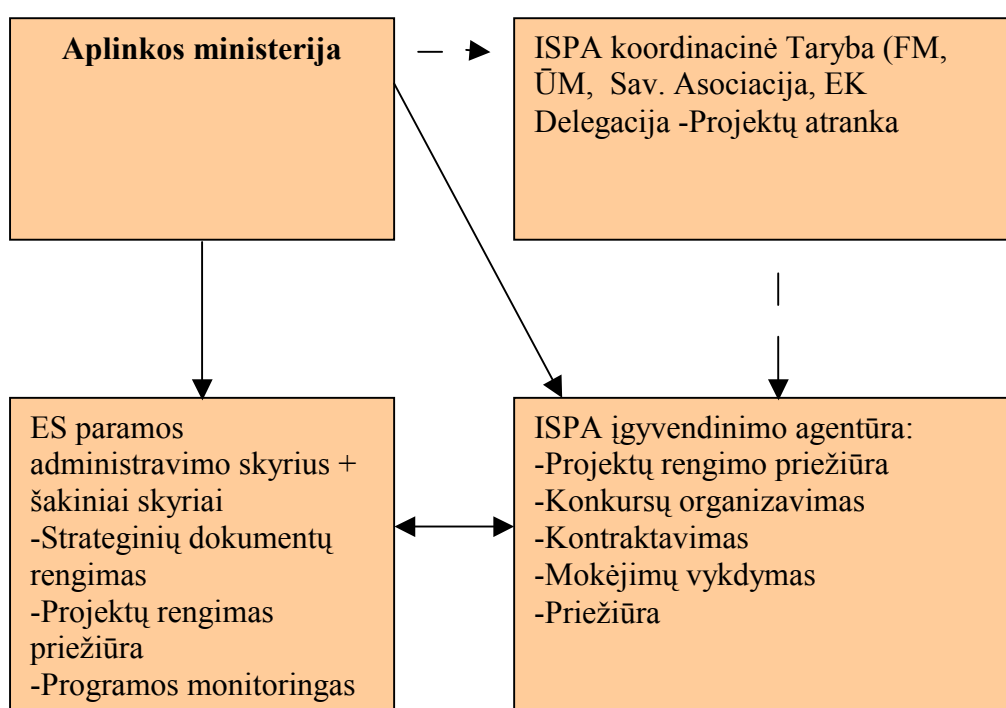 Aplinkos ministerija
ISPA koordinacinė Taryba (FM,
ŪM, Sav. Asociacija, EK
Delegacija -Projektų atranka
ES paramos
administravimo skyrius +
šakiniai skyriai
-Strateginių dokumentų
rengimas
-Projektų rengimas
priežiūra
-Programos monitoringas
ISPA įgyvendinimo agentūra:
-Projektų rengimo priežiūra
-Konkursų organizavimas
-Kontraktavimas
-Mokėjimų vykdymas
-Priežiūra